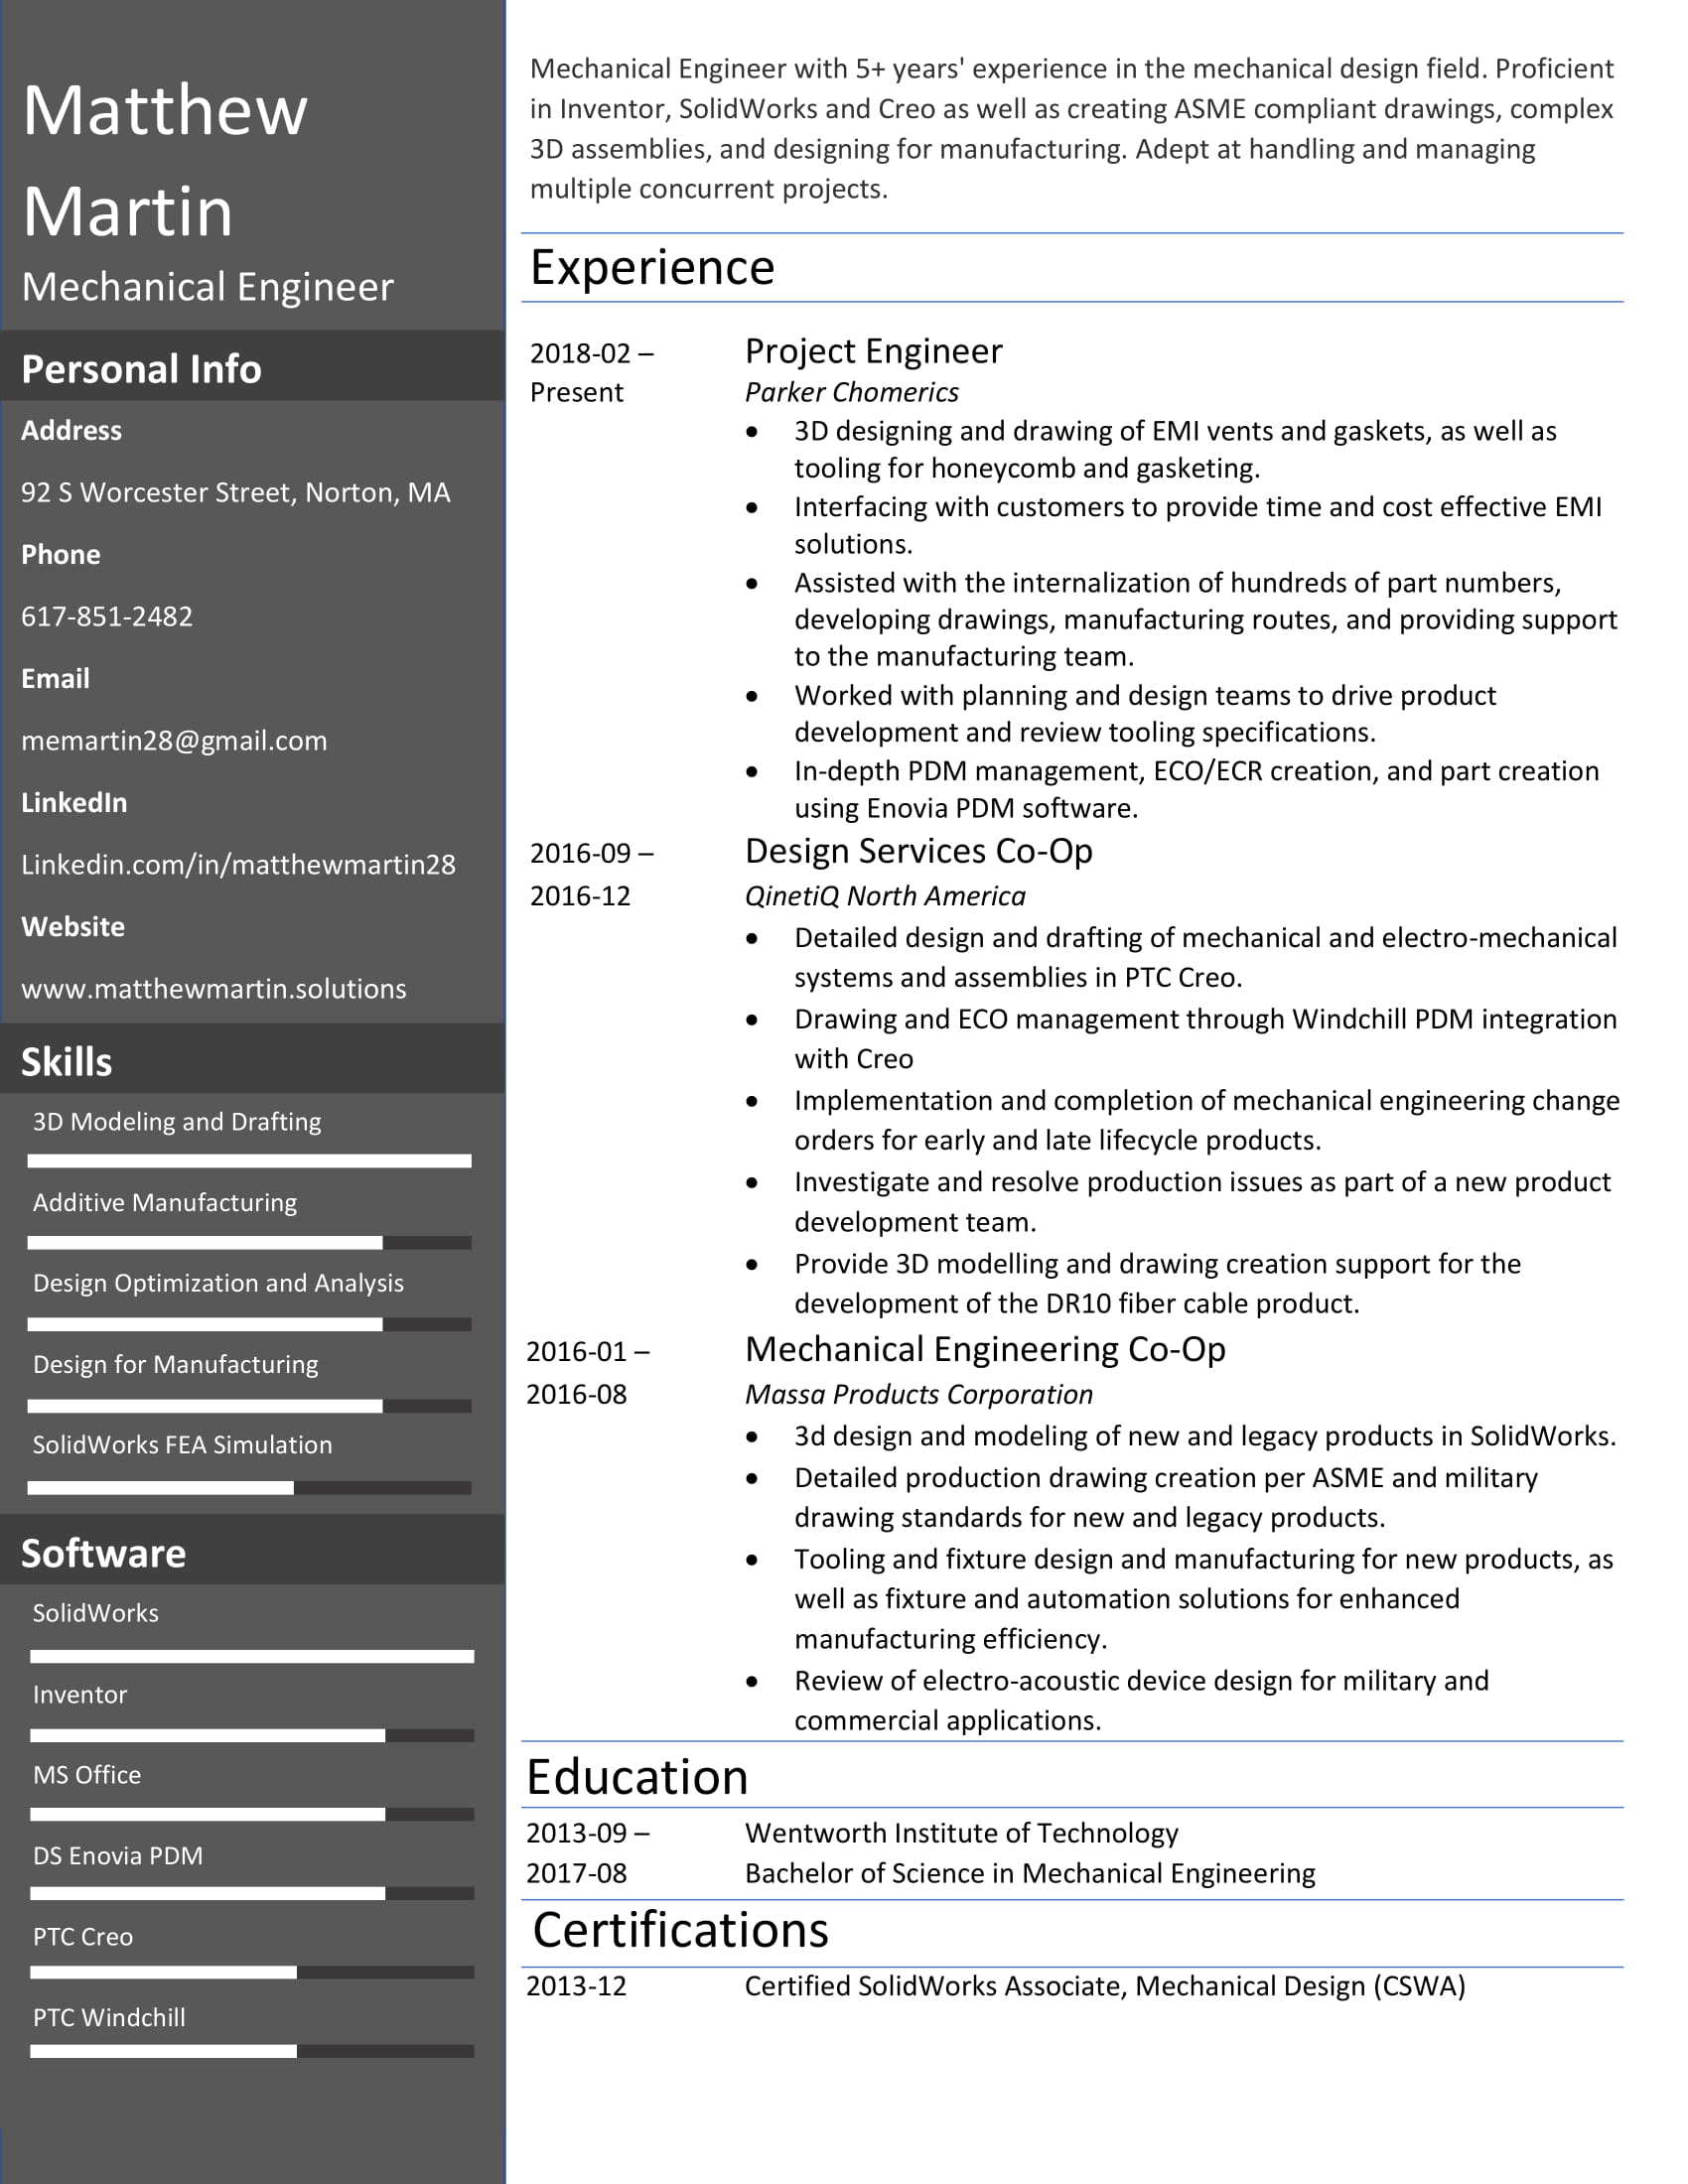 Matthew
Martin
Mechanical Engineer
Personal Info
Address
92 S Worcester Street, Norton, MA
Phone
617-851-2482
Email
memartin28@gmail.com
LinkedIn
Linkedin.com/in/matthewmartin28
Website
www.matthewmartin.solutions
Skills
3D Modeling and Drafting
Additive Manufacturing
Design Optimization and Analysis
Design for Manufacturing
SolidWorks FEA Simulation
Software
SolidWorks
Inventor
MS Office
DS Enovia PDM
PTC Creo
PTC Windchill
Mechanical Engineer with 5+ years' experience in the mechanical design field. Proficient
in Inventor, SolidWorks and Creo as well as creating ASME compliant drawings, complex
3D assemblies, and designing for manufacturing. Adept at handling and managing
multiple concurrent projects.
Experience
2018-02 –
Present
Project Engineer
Parker Chomerics
• 3D designing and drawing of EMI vents and gaskets, as well as
tooling for honeycomb and gasketing.
• Interfacing with customers to provide time and cost effective EMI
solutions.
• Assisted with the internalization of hundreds of part numbers,
developing drawings, manufacturing routes, and providing support
to the manufacturing team.
• Worked with planning and design teams to drive product
development and review tooling specifications.
• In-depth PDM management, ECO/ECR creation, and part creation
using Enovia PDM software.
2016-09 –
2016-12
Design Services Co-Op
QinetiQ North America
• Detailed design and drafting of mechanical and electro-mechanical
systems and assemblies in PTC Creo.
• Drawing and ECO management through Windchill PDM integration
with Creo
• Implementation and completion of mechanical engineering change
orders for early and late lifecycle products.
• Investigate and resolve production issues as part of a new product
development team.
• Provide 3D modelling and drawing creation support for the
development of the DR10 fiber cable product.
2016-01 –
2016-08
Mechanical Engineering Co-Op
Massa Products Corporation
• 3d design and modeling of new and legacy products in SolidWorks.
• Detailed production drawing creation per ASME and military
drawing standards for new and legacy products.
• Tooling and fixture design and manufacturing for new products, as
well as fixture and automation solutions for enhanced
manufacturing efficiency.
• Review of electro-acoustic device design for military and
commercial applications.
Education
2013-09 –
2017-08
Wentworth Institute of Technology
Bachelor of Science in Mechanical Engineering
Certifications
2013-12
Certified SolidWorks Associate, Mechanical Design (CSWA)